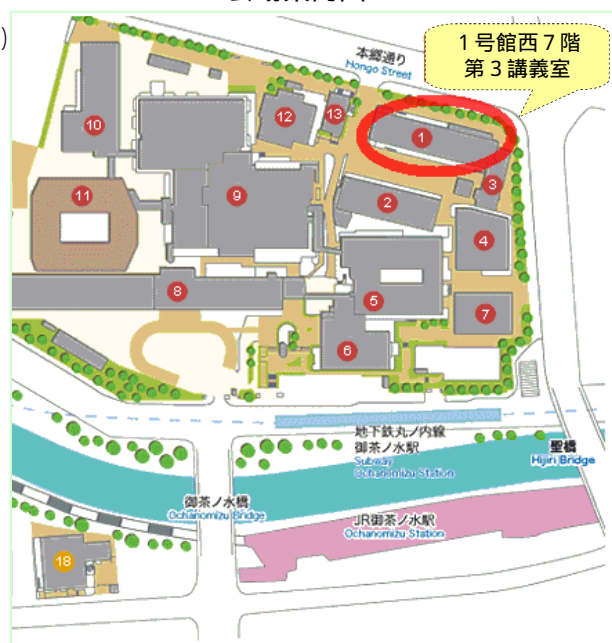 )
本郷通り
Hongo Street
1号館西7階
第3講義室
12
13
1
10
3
11
9
2
4
8
5
7
6
地下鉄丸ノ内線
御茶ノ水駅
Subway
Ochanomizu Station
聖橋
Hijiri Bridge
御茶ノ水橋
Ochanomizu Bridge
JR御茶ノ水駅
Ochanomizu Station
18